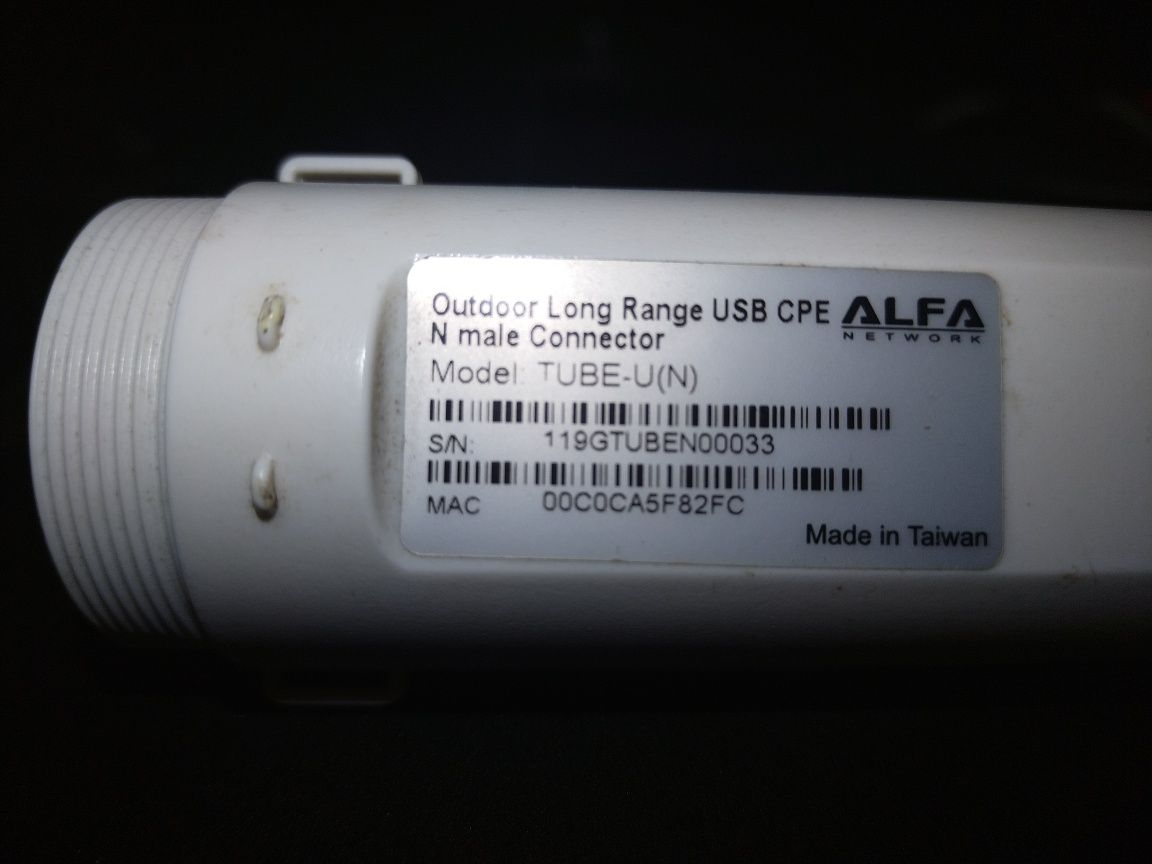 Outdoor Long Range USB CPE ALFA
N male Connector NETWORK
Model: TUBE-U(N)
S/N: 119GTUBEN00033
MAC 00C0CA5F82FC
Made in Taiwan